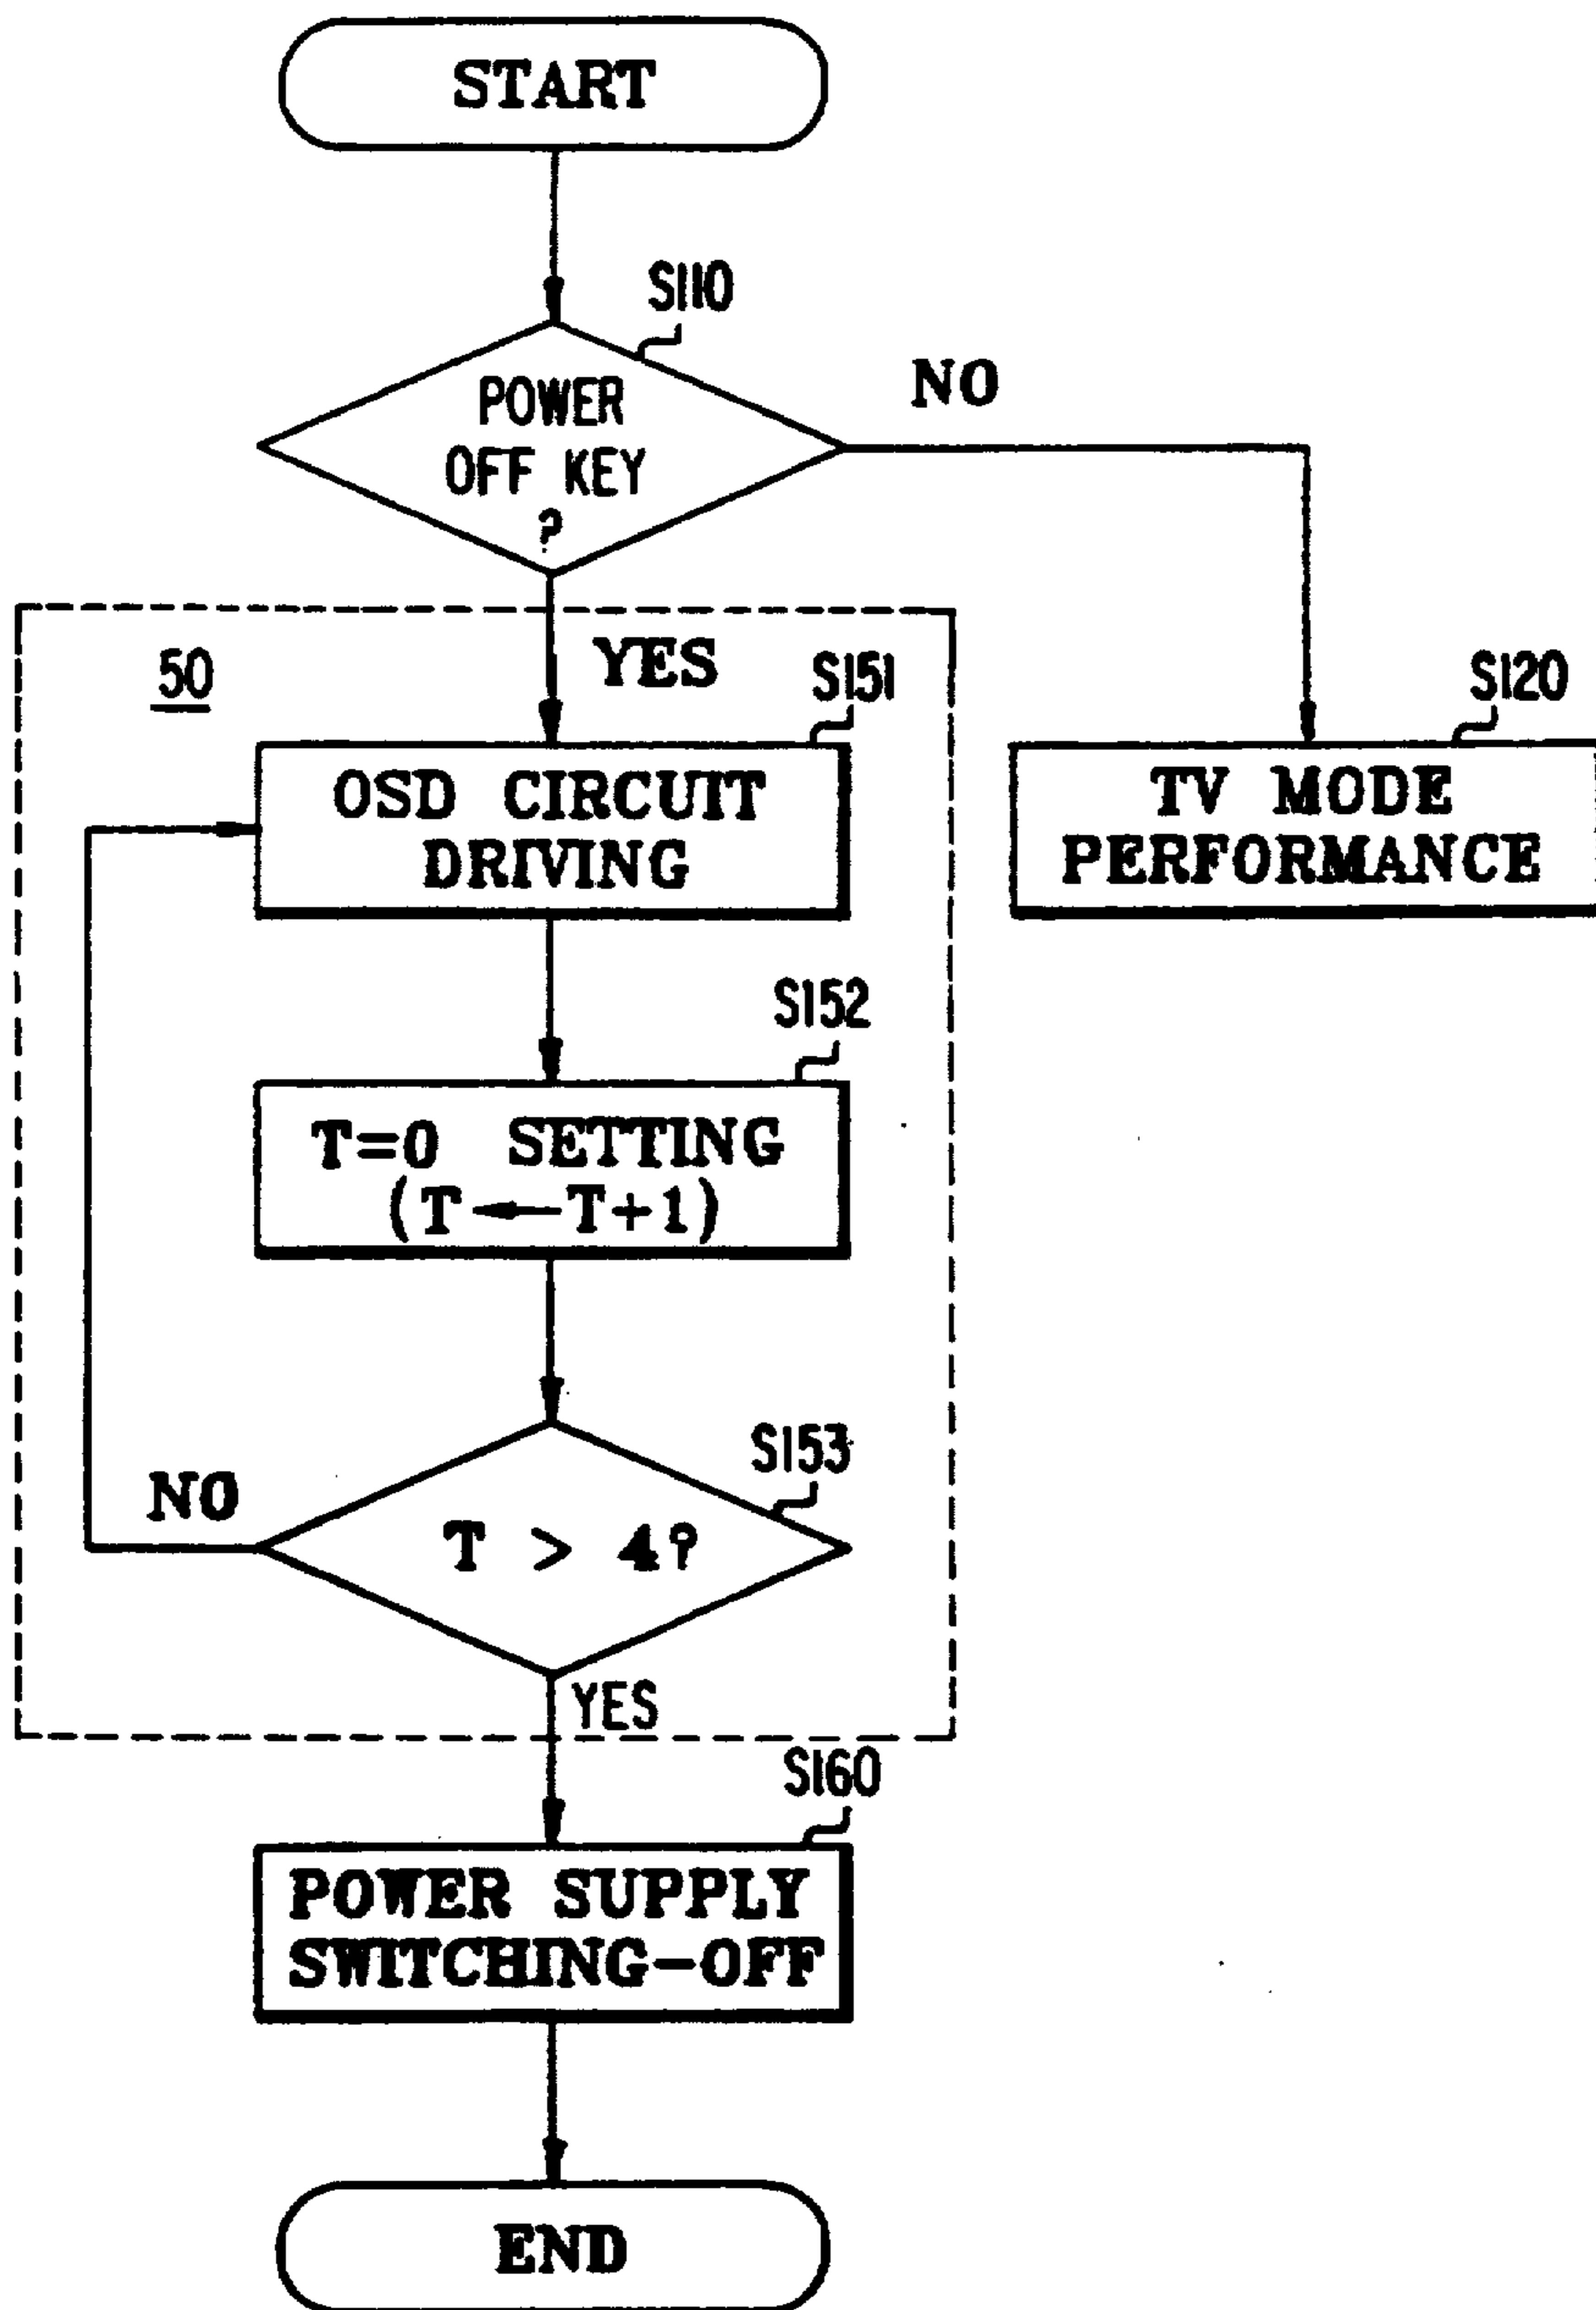 START
S110
POWER
OFF KEY
?
NO
YES
50
S151
S120
OSD CIRCUIT
DRIVING
TV MODE
PERFORMANCE
S152
T=0 SETTING
(T←T+1)
S153
NO
T > 4?
YES
S160
POWER SUPPLY
SWITCHING-OFF
END